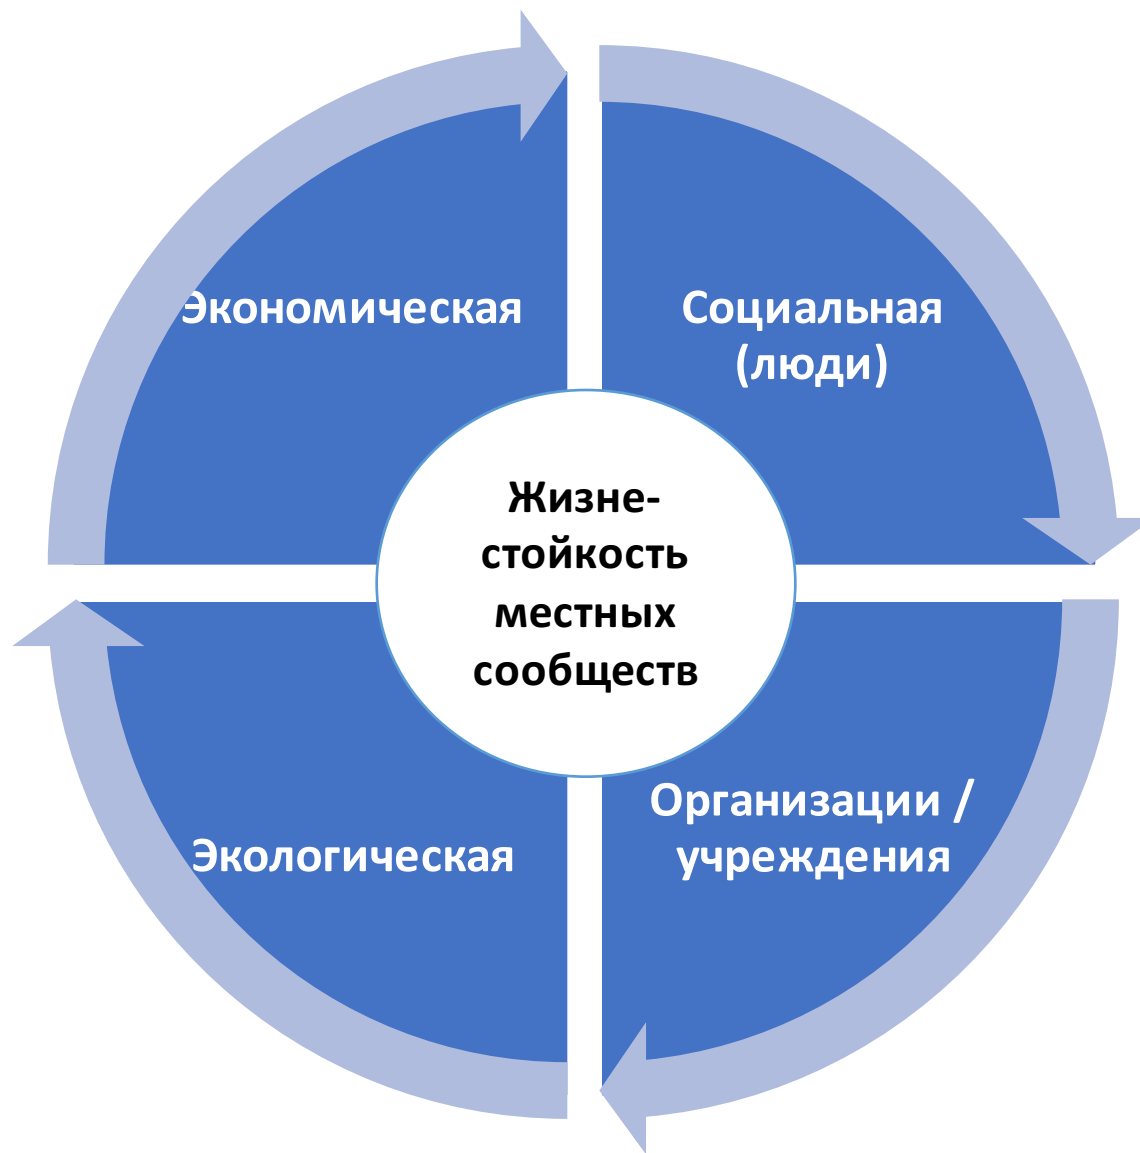 Экономическая
Социальная
(люди)
Жизне-
стойкость
местных
сообществ
Экологическая
Организации /
учреждения